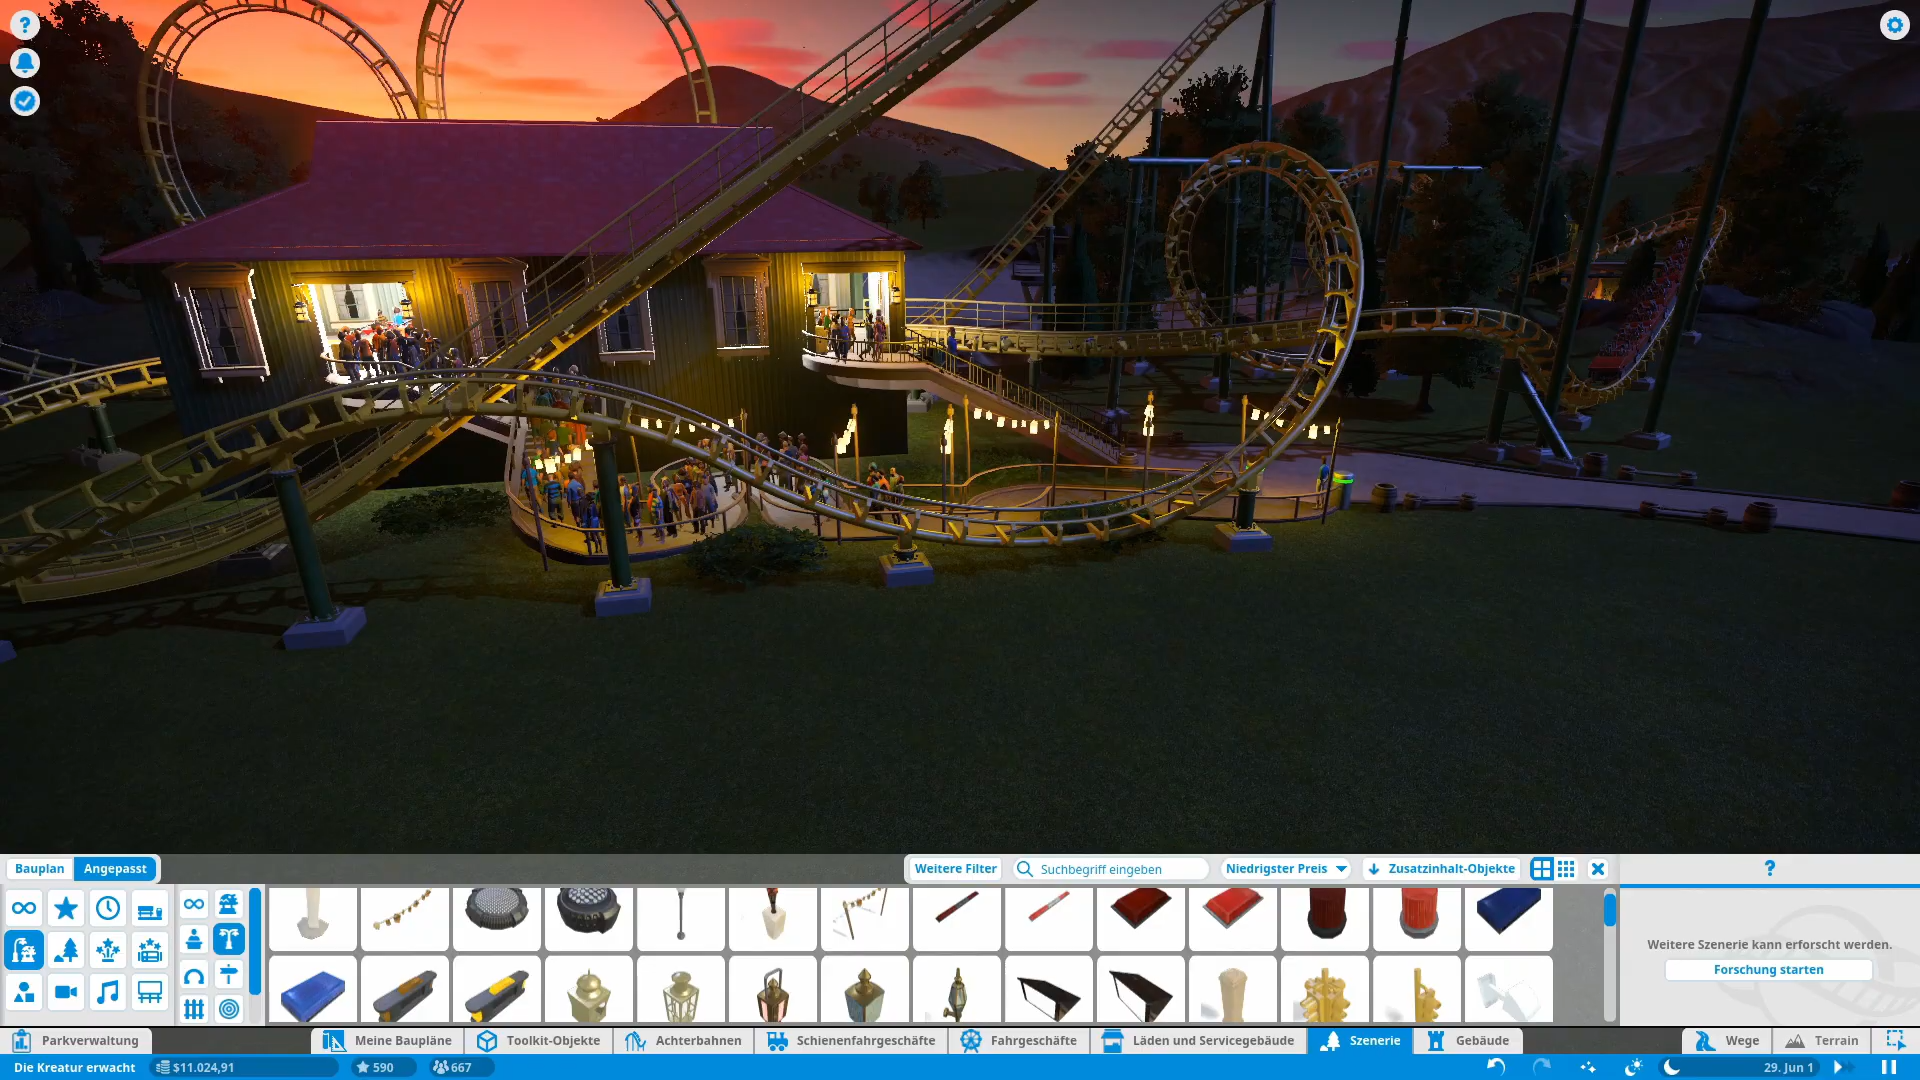 Bauplan
Angepasst
Weitere Filter
Suchbegriff eingeben
Niedrigster Preis
Zusatzinhalt-Objekte
?
?
Weitere Szenerie kann erforscht werden.
Forschung starten
Parkverwaltung
Meine Baupläne
Toolkit-Objekte
Achterbahnen
Schienenfahrgeschäfte
Fahrgeschäfte
Läden und Servicegebäude
Szenerie
Gebäude
Wege
Terrain
Die Kreatur erwacht
$11.024,91
590
667
29. Jun 1